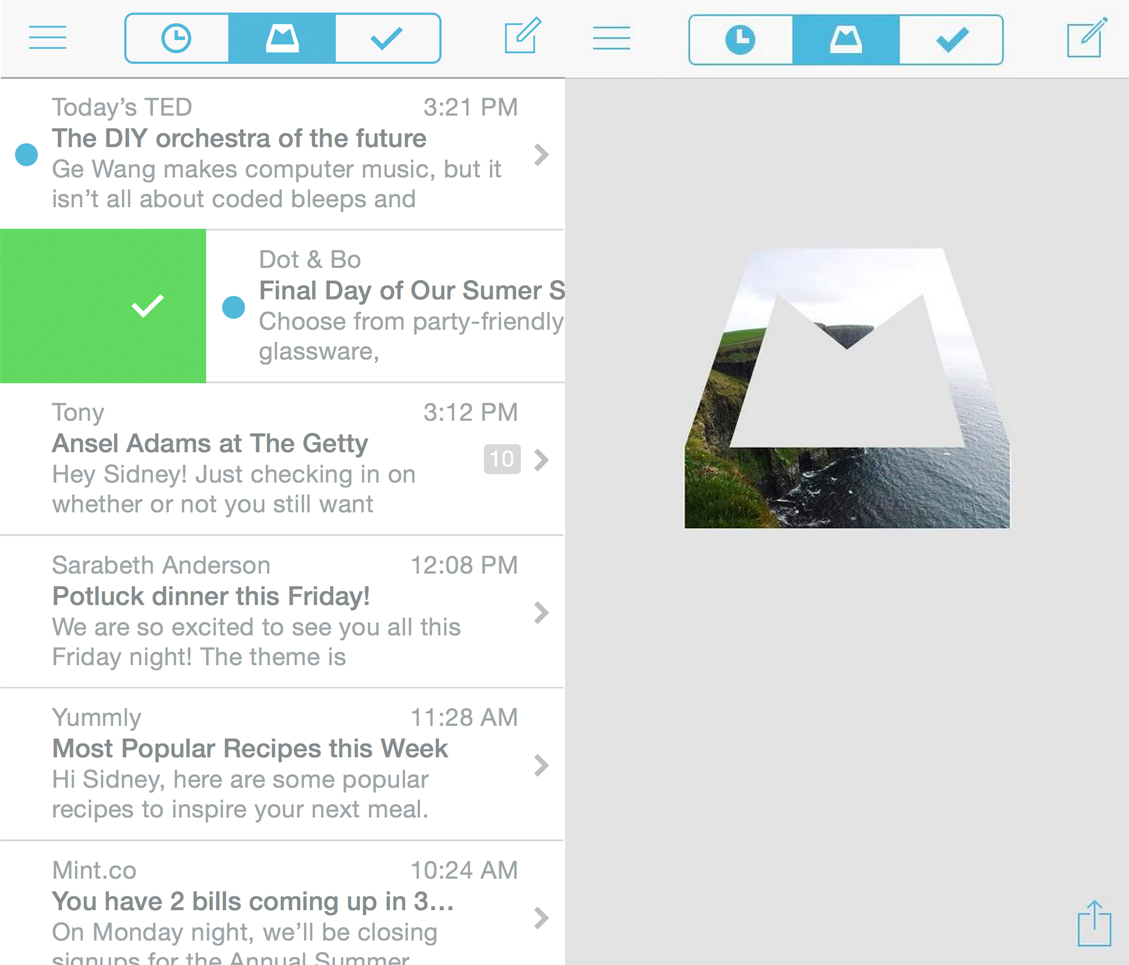 Today’s TED 3:21 PM
The DIY orchestra of the future
Ge Wang makes computer music, but it
isn’t all about coded bleeps and
Dot & Bo
Final Day of Our Sumer S
Choose from party-friendly
glassware,
Tony 3:12 PM
Ansel Adams at The Getty
10
Hey Sidney! Just checking in on
whether or not you still want
Sarabeth Anderson 12:08 PM
Potluck dinner this Friday!
We are so excited to see you all this
Friday night! The theme is
Yummly 11:28 AM
Most Popular Recipes this Week
Hi Sidney, here are some popular
recipes to inspire your next meal.
Mint.co 10:24 AM
You have 2 bills coming up in 3...
On Monday night, we’ll be closing
signups for the Annual Summer